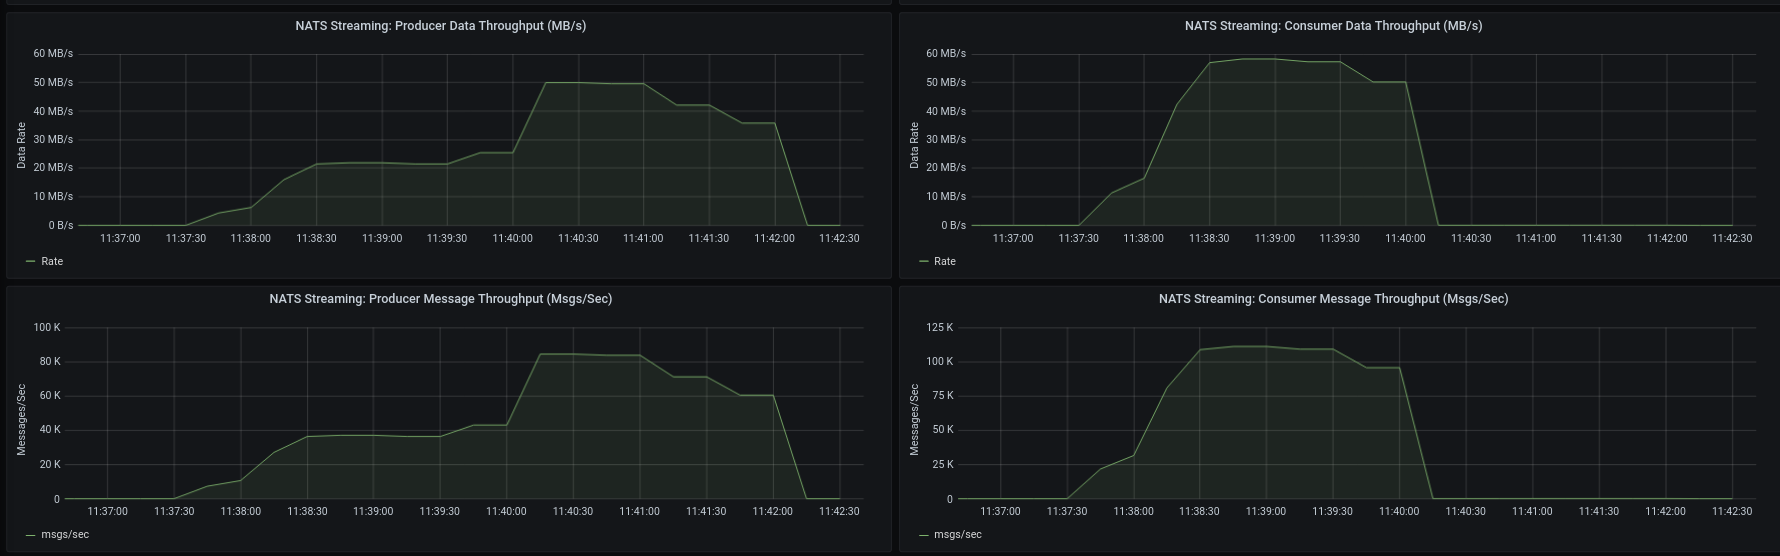 NATS Streaming: Producer Data Throughput (MB/s)
60 MB/s
50 MB/s
40 MB/s
30 MB/s
20 MB/s
10 MB/s
0 B/s
Data Rate
11:37:00 11:37:30 11:38:00 11:38:30 11:39:00 11:39:30 11:40:00 11:40:30 11:41:00 11:41:30 11:42:00 11:42:30
Rate
NATS Streaming: Consumer Data Throughput (MB/s)
60 MB/s
50 MB/s
40 MB/s
30 MB/s
20 MB/s
10 MB/s
0 B/s
Data Rate
11:37:00 11:37:30 11:38:00 11:38:30 11:39:00 11:39:30 11:40:00 11:40:30 11:41:00 11:41:30 11:42:00 11:42:30
Rate
NATS Streaming: Producer Message Throughput (Msgs/Sec)
100 K
80 K
60 K
40 K
20 K
0
Messages/Sec
11:37:00 11:37:30 11:38:00 11:38:30 11:39:00 11:39:30 11:40:00 11:40:30 11:41:00 11:41:30 11:42:00 11:42:30
msgs/sec
NATS Streaming: Consumer Message Throughput (Msgs/Sec)
125 K
100 K
75 K
50 K
25 K
0
Messages/Sec
11:37:00 11:37:30 11:38:00 11:38:30 11:39:00 11:39:30 11:40:00 11:40:30 11:41:00 11:41:30 11:42:00 11:42:30
msgs/sec